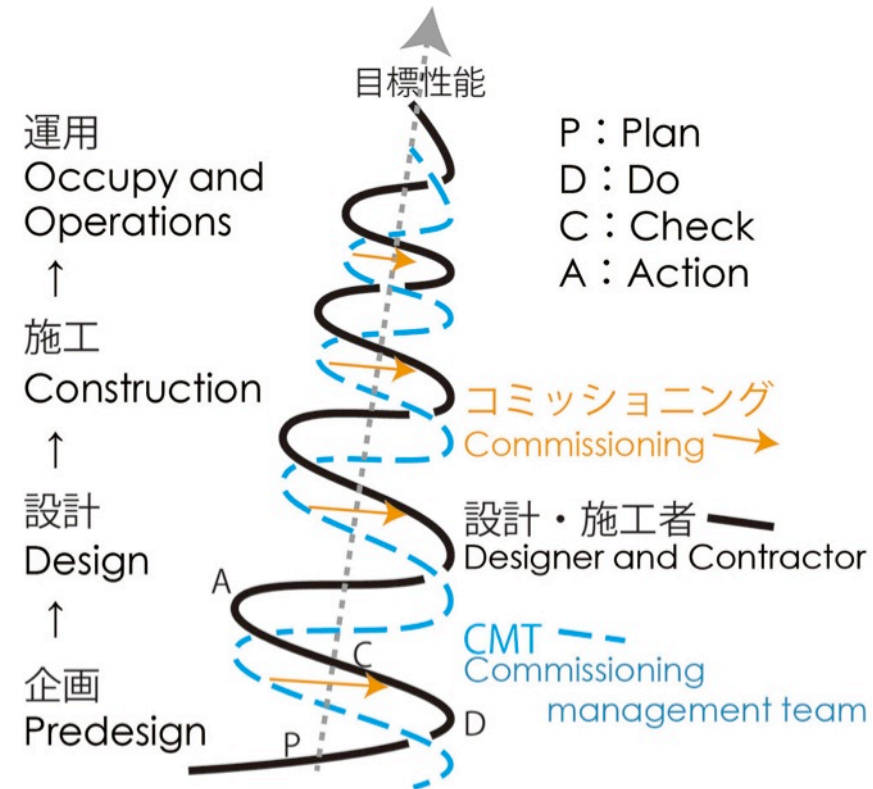 目標性能
運用
Occupy and
Operations
↑
施工
Construction
↑
設計
Design
↑
企画
Predesign
P：Plan
D：Do
C：Check
A：Action
コミッショニング
Commissioning
設計・施工者
Designer and Contractor
CMT
Commissioning
management team
A
C
D
P